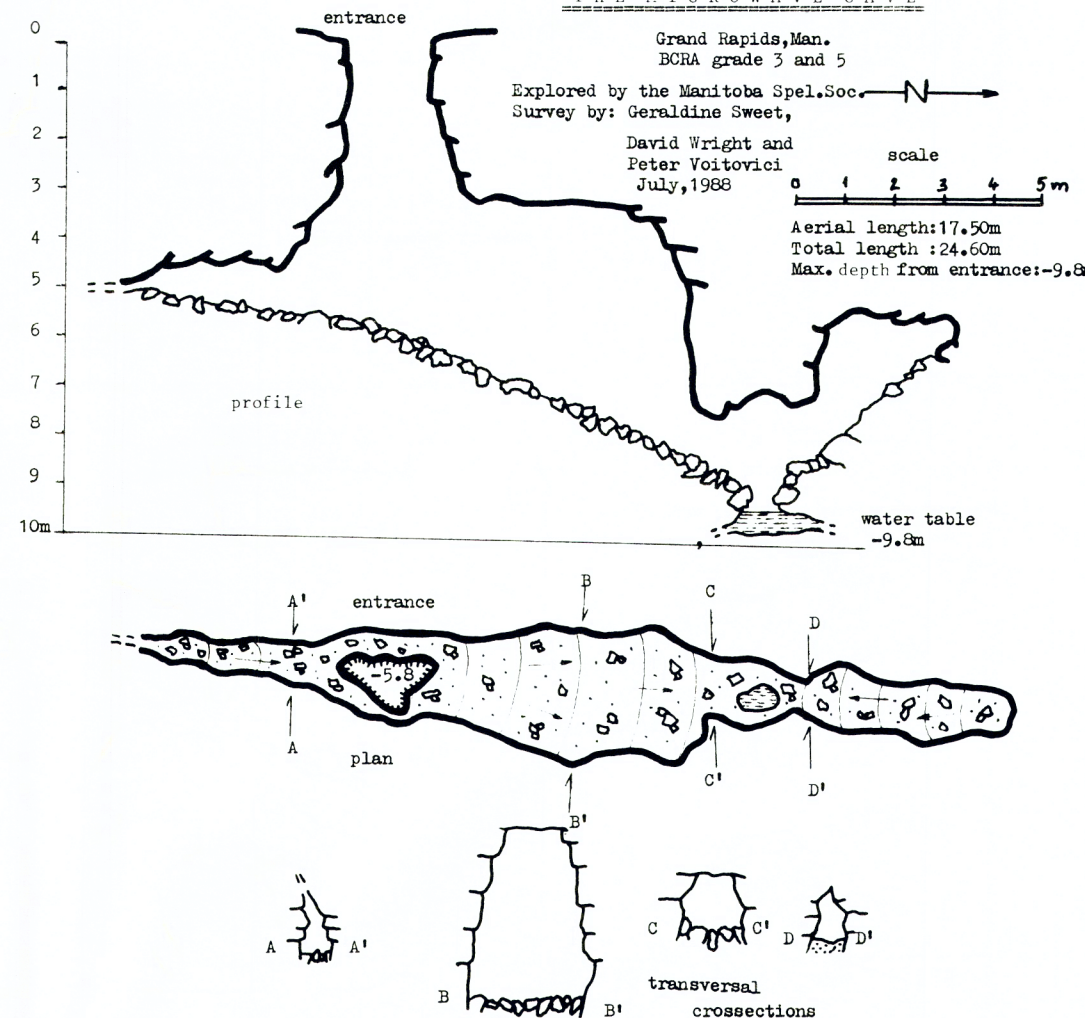 entrance
Grand Rapids,Man.
BCRA grade 3 and 5
Explored by the Manitoba Spel.Soc.
N
Survey by: Geraldine Sweet,
David Wright and
Peter Voitovici
July,1988
scale
0 1 2 3 4 5 m
Aerial length:17.50m
Total length :24.60m
Max. depth from entrance:-9.8
0
1
2
3
4
5
6
7
8
9
10m
profile
water table
-9.8m
A'
entrance
B
C
D
-5.8
A
plan
B'
C'
D'
A A'
B B'
C C'
D D'
transversal
crossections